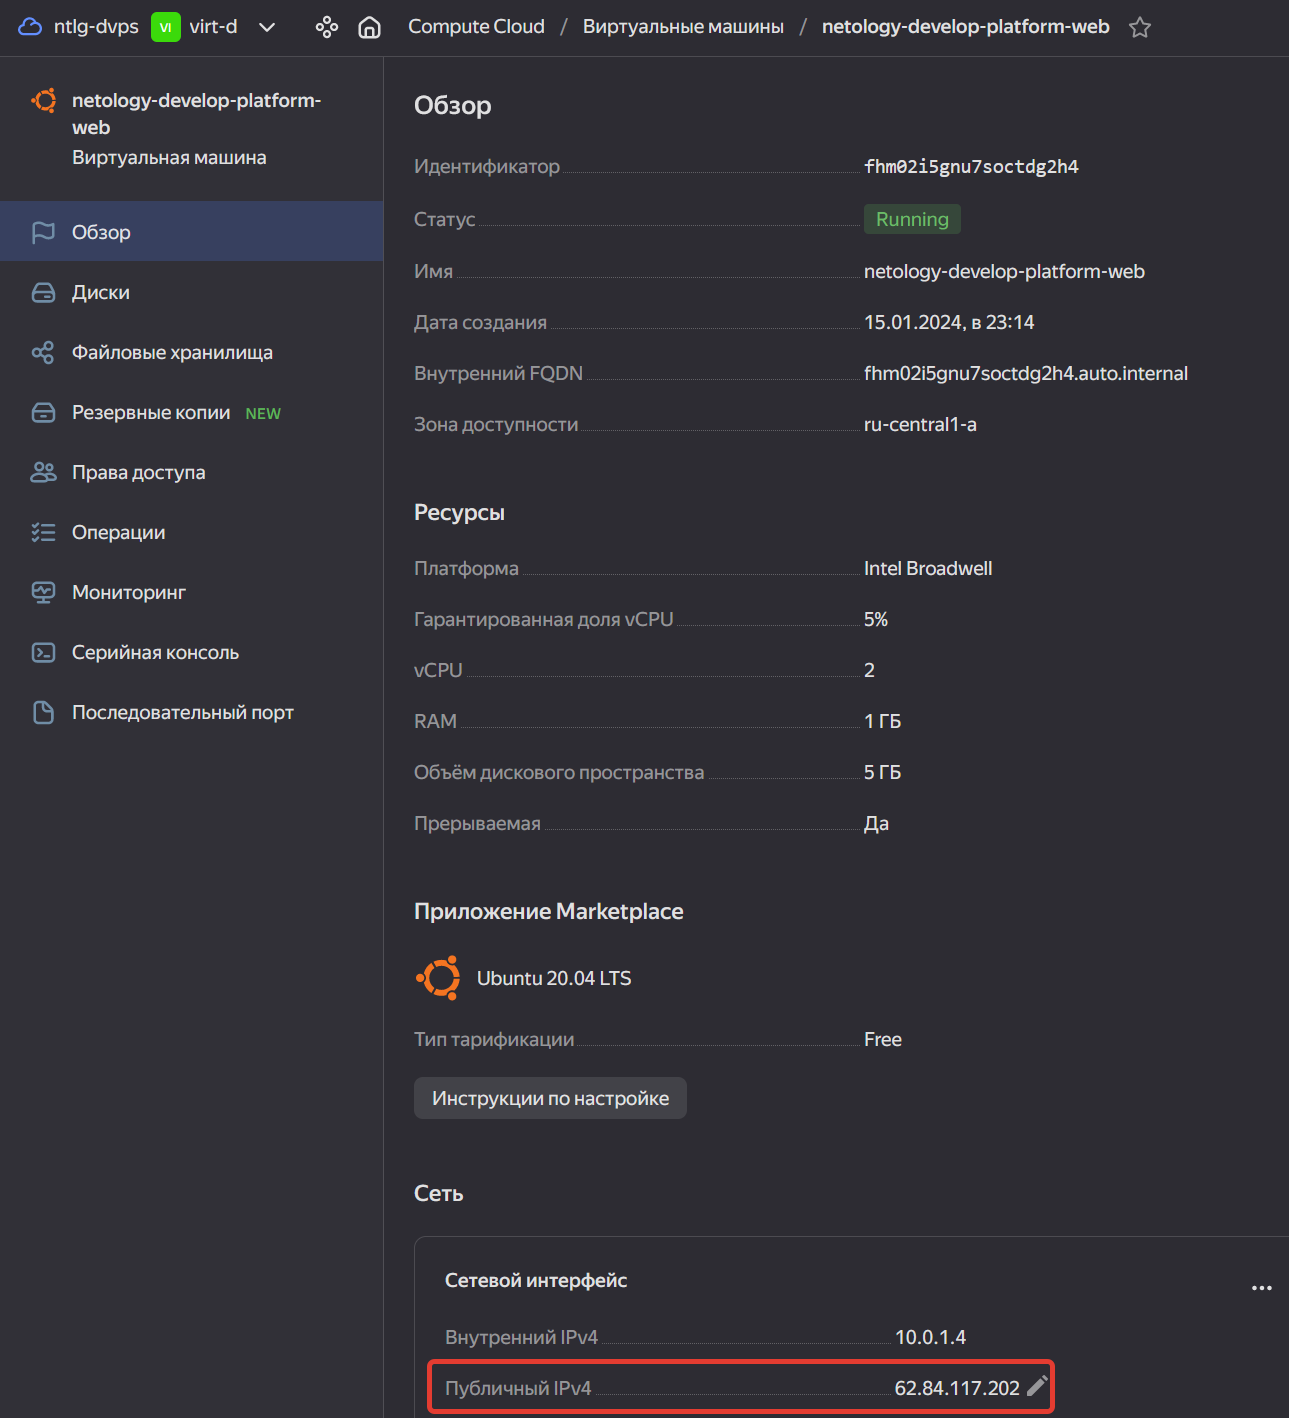 ntlg-dvps VI virt-d Compute Cloud / Виртуальные машины / netology-develop-platform-web
netology-develop-platform-
web
Виртуальная машина
Обзор
Диски
Файловые хранилища
Резервные копии NEW
Права доступа
Операции
Мониторинг
Серийная консоль
Последовательный порт
Обзор
Идентификатор fhm02i5gnu7soctdg2h4
Статус Running
Имя netology-develop-platform-web
Дата создания 15.01.2024, в 23:14
Внутренний FQDN fhm02i5gnu7soctdg2h4.auto.internal
Зона доступности ru-central1-a
Ресурсы
Платформа Intel Broadwell
Гарантированная доля vCPU 5%
vCPU 2
RAM 1 ГБ
Объём дискового пространства 5 ГБ
Прерываемая Да
Приложение Marketplace
Ubuntu 20.04 LTS
Тип тарификации Free
Инструкции по настройке
Сеть
Сетевой интерфейс
Внутренний IPv4 10.0.1.4
Публичный IPv4 62.84.117.202